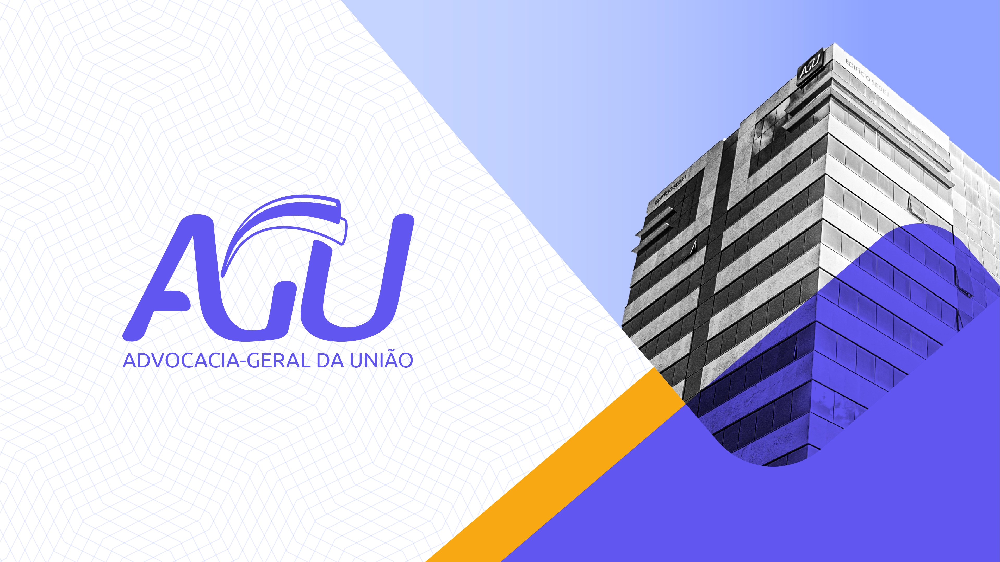 AGU
ADVOCACIA-GERAL DA UNIÃO
AGU
EDIFÍCIO SEDE I
EDIFÍCIO SEDE I